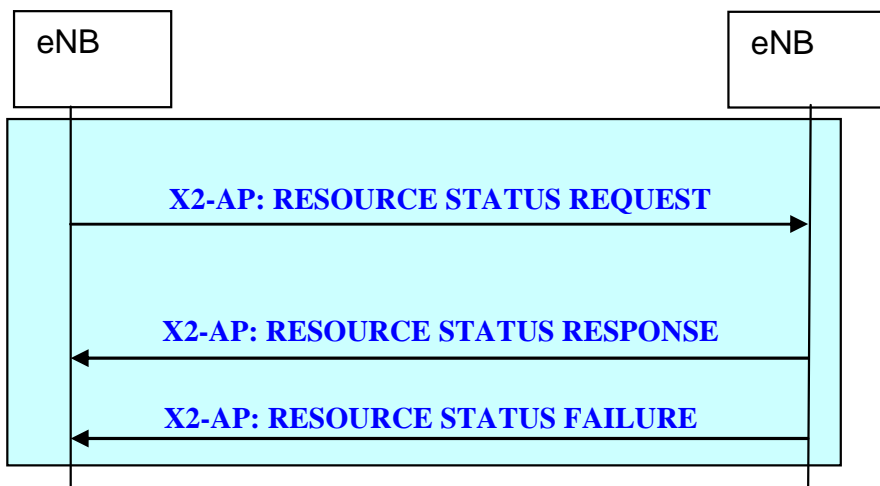 eNB
eNB
X2-AP: RESOURCE STATUS REQUEST
X2-AP: RESOURCE STATUS RESPONSE
X2-AP: RESOURCE STATUS FAILURE